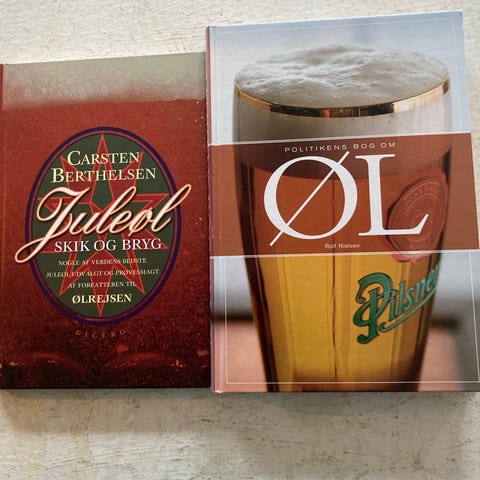 CARSTEN
BERTHELSEN
Juleøl
SKIK OG BRYG
NOGLE AF VERDENS BEDSTE
JULEØL UDVALGT OG PRØVESMAGT
AF FORFATTEREN TIL
ØLREJSEN
CICERO
POLITIKENS BOG OM
ØL
Rolf Nielsen
Pilsner